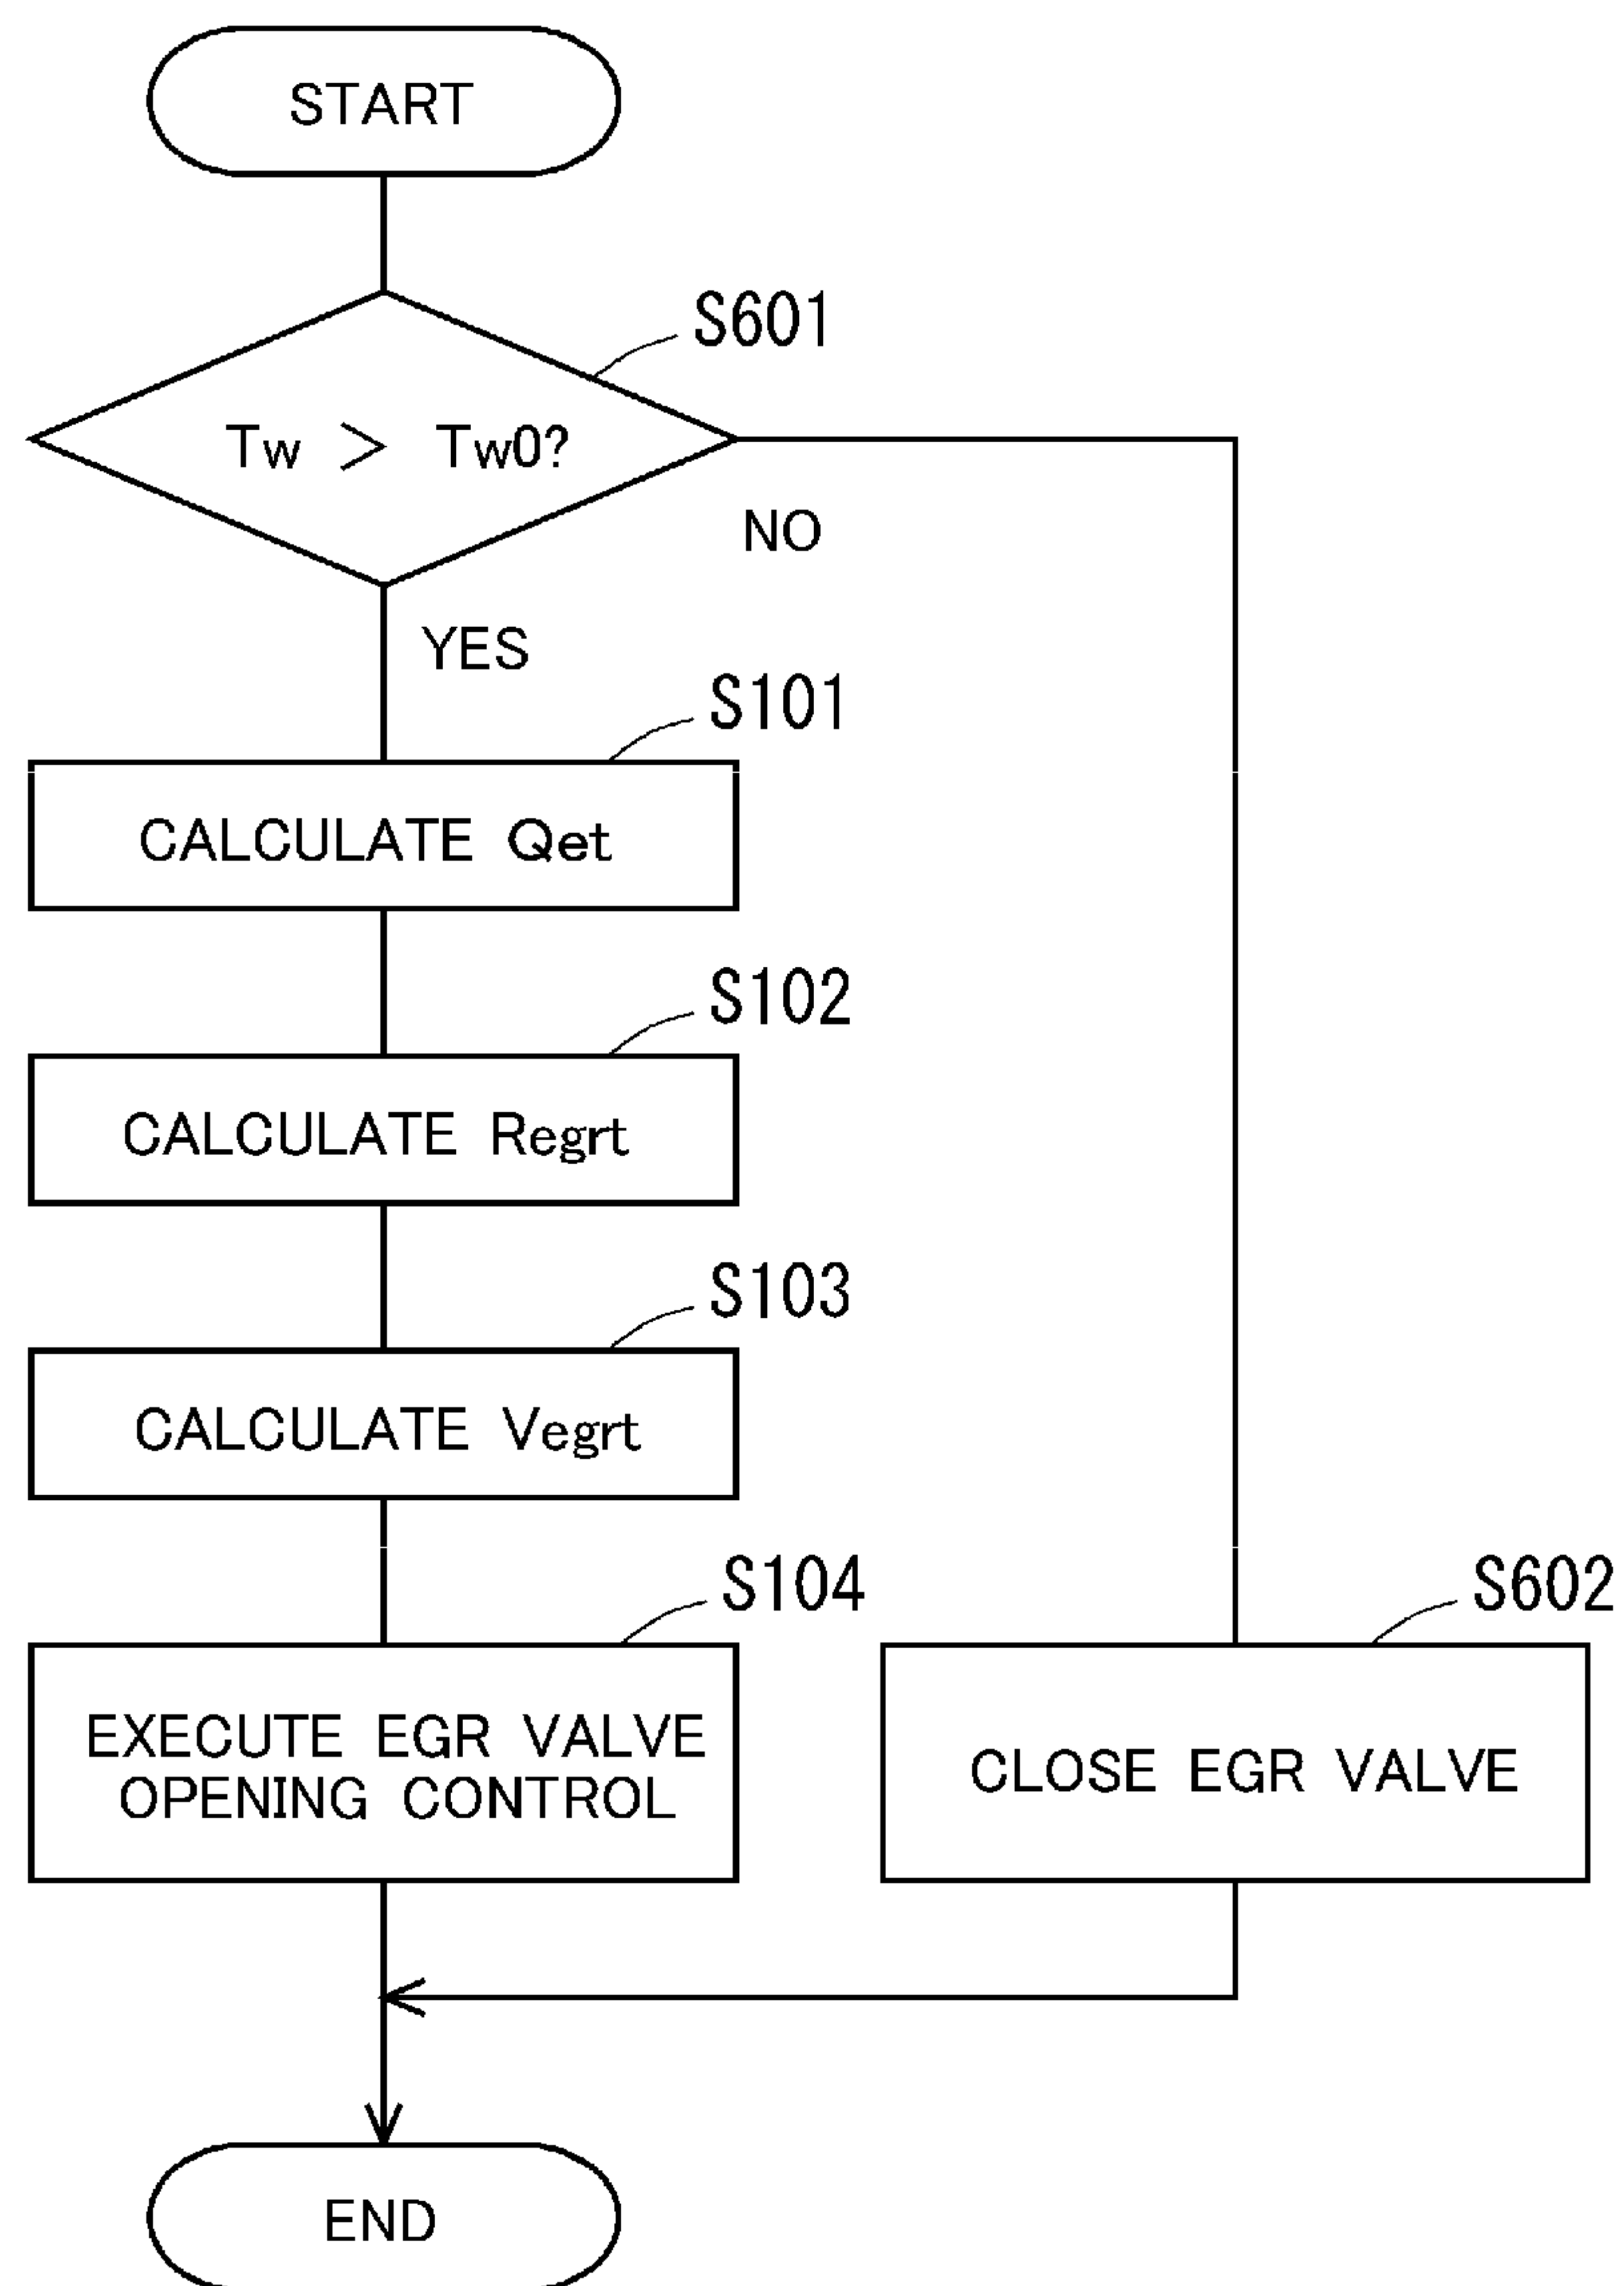 START
S601
Tw > Tw0?
NO
YES
S101
CALCULATE Qet
S102
CALCULATE Regrt
S103
CALCULATE Vegrt
S104
EXECUTE EGR VALVE
OPENING CONTROL
S602
CLOSE EGR VALVE
END